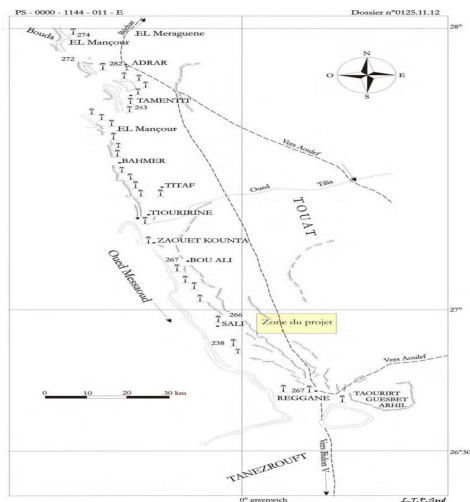 PS - 0000 - 1144 - 011 - E
Dossier n°0125.11.12
Béchar
28°
Bouda
274
EL Meraguene
EL Mançour
272
282 ADRAR
N
O E
S
TAMENTIT
243
EL Mançour
Vers Aoulef
BAHMER
TITAF
Oued Tilia
TIOURIRINE
TOUAT
ZAOUET KOUNTA
267 BOU ALI
Oued Messaoud
27°
266
SALI
Zone du projet
238
Vers Aoulef
267
REGGANE
TAOURIRT
GUESBET
ARHIL
0 10 20 30 km
26°30
TANEZROUFT
Vers Bidon V
0° greenwich
L.T.P.Sud